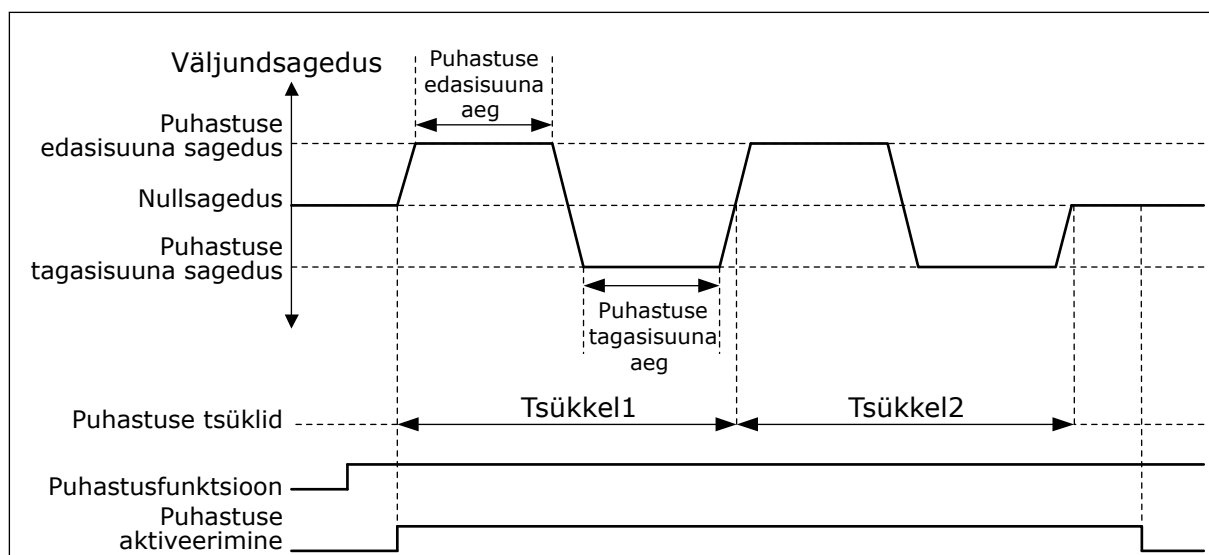 Väljundsagedus
Puhastuse
edasisuuna
aeg
Puhastuse
edasisuuna sagedus
Nullsagedus
Puhastuse
tagasisuuna sagedus
Puhastuse
tagasisuuna
aeg
Puhastuse tsüklid
Tsükkel1
Tsükkel2
Puhastusfunktsioon
Puhastuse
aktiveerimine